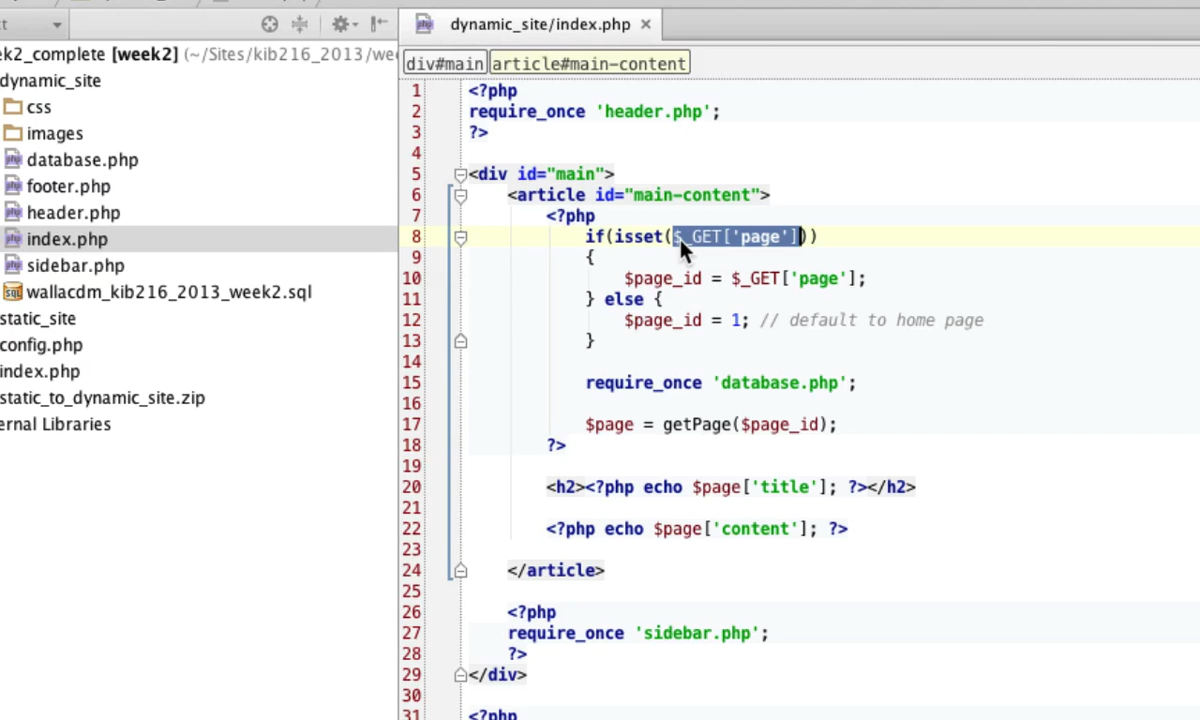 dynamic_site/index.php
ek2_complete [week2] (~/Sites/kib216_2013/we
dynamic_site
css
images
database.php
footer.php
header.php
index.php
sidebar.php
wallacdm_kib216_2013_week2.sql
static_site
config.php
index.php
static_to_dynamic_site.zip
ernal Libraries
div#main article#main-content
1 <?php
2 require_once 'header.php';
3 ?>
4
5 <div id="main">
6 <article id="main-content">
7 <?php
8 if(isset($_GET['page']))
9 {
10 $page_id = $_GET['page'];
11 } else {
12 $page_id = 1; // default to home page
13 }
14
15 require_once 'database.php';
16
17 $page = getPage($page_id);
18 ?>
19
20 <h2><?php echo $page['title']; ?></h2>
21
22 <?php echo $page['content']; ?>
23
24 </article>
25
26 <?php
27 require_once 'sidebar.php';
28 ?>
29 </div>
30
31 <?php